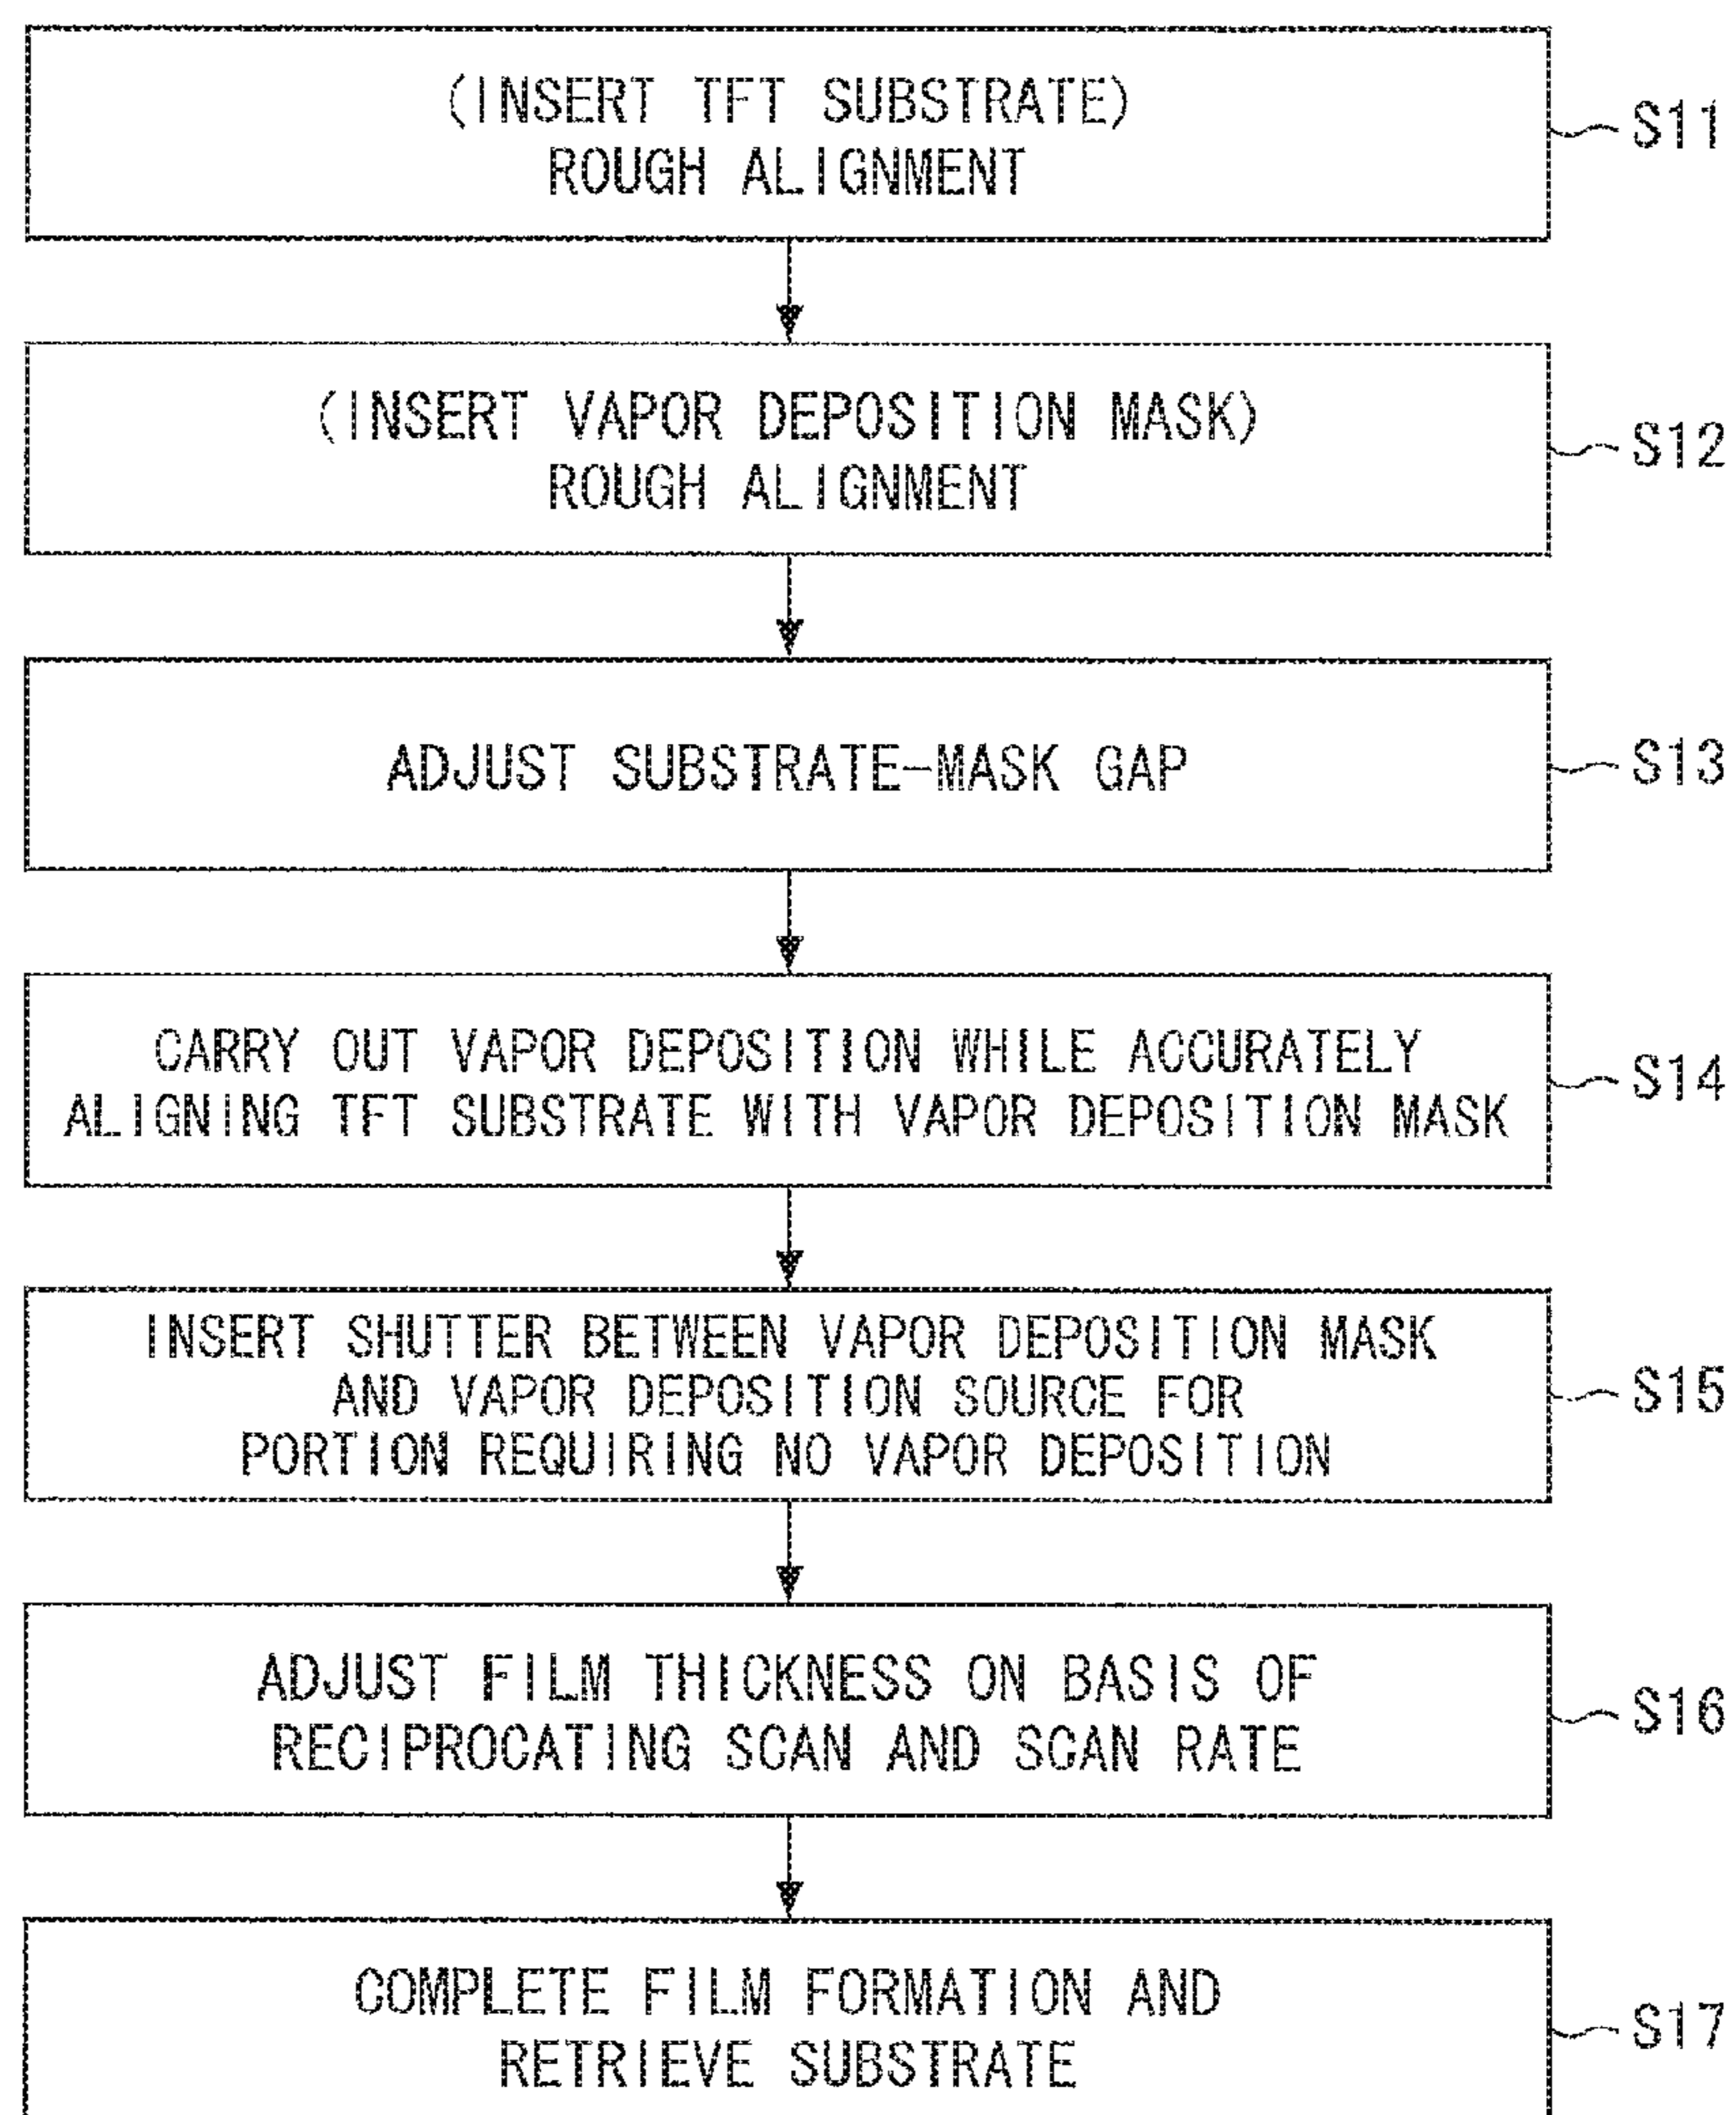 (INSERT TFT SUBSTRATE)
ROUGH ALIGNMENT
S11
(INSERT VAPOR DEPOSITION MASK)
ROUGH ALIGNMENT
S12
ADJUST SUBSTRATE-MASK GAP
S13
CARRY OUT VAPOR DEPOSITION WHILE ACCURATELY
ALIGNING TFT SUBSTRATE WITH VAPOR DEPOSITION MASK
S14
INSERT SHUTTER BETWEEN VAPOR DEPOSITION MASK
AND VAPOR DEPOSITION SOURCE FOR
PORTION REQUIRING NO VAPOR DEPOSITION
S15
ADJUST FILM THICKNESS ON BASIS OF
RECIPROCATING SCAN AND SCAN RATE
S16
COMPLETE FILM FORMATION AND
RETRIEVE SUBSTRATE
S17